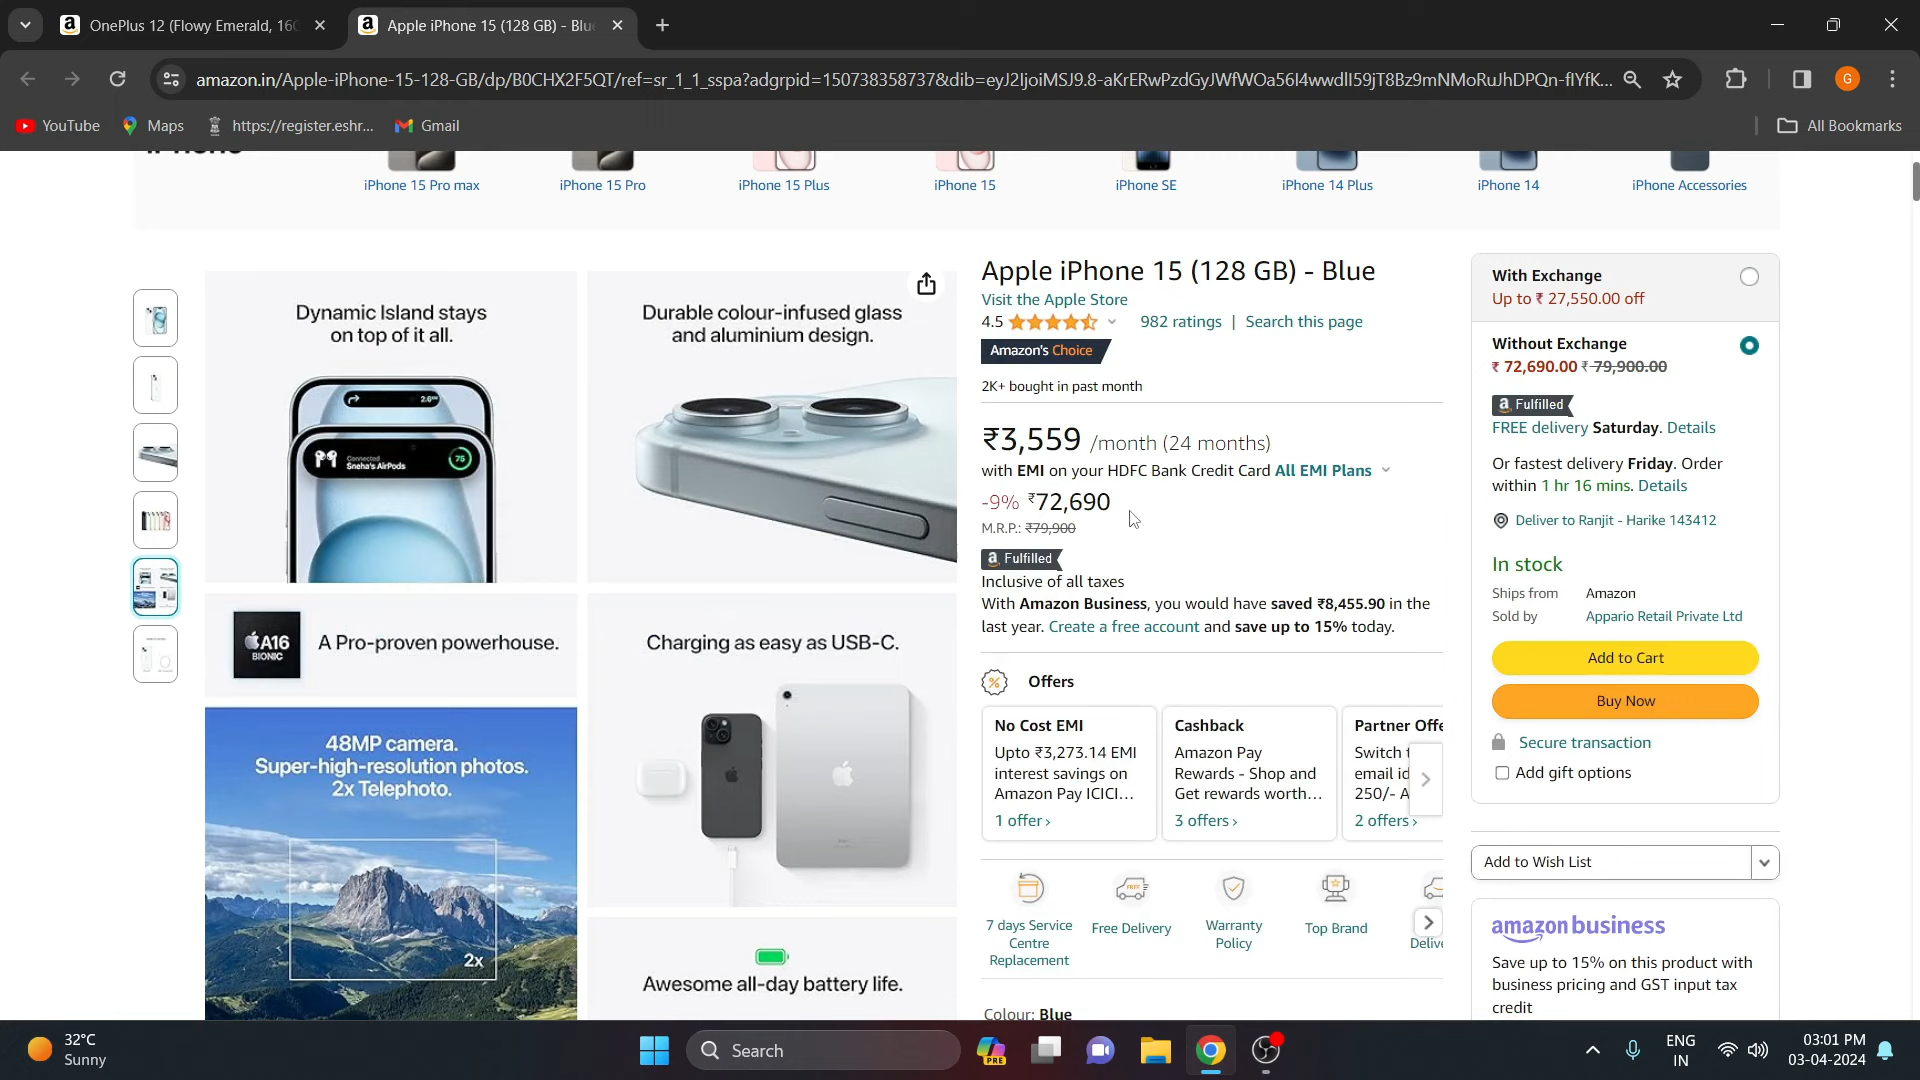 OnePlus 12 (Flowy Emerald, 16G
Apple iPhone 15 (128 GB) - Blue
amazon.in/Apple-iPhone-15-128-GB/dp/B0CHX2F5QT/ref=sr_1_1_sspa?adgrpid=150738358737&dib=eyJ2IjoiMSJ9.8-aKrERwPzdGyJWfWOa56I4wwdlI59jT8Bz9mNMoRuJhDPQn-flYfK...
YouTube
Maps
https://register.eshr...
Gmail
All Bookmarks
iPhone
iPhone 15 Pro max
iPhone 15 Pro
iPhone 15 Plus
iPhone 15
iPhone SE
iPhone 14 Plus
iPhone 14
iPhone Accessories
Dynamic Island stays
on top of it all.
Connected
Sneha's AirPods
75
Durable colour-infused glass
and aluminium design.
A16
BIONIC
A Pro-proven powerhouse.
48MP camera.
Super-high-resolution photos.
2x Telephoto.
2x
Charging as easy as USB-C.
Awesome all-day battery life.
Apple iPhone 15 (128 GB) - Blue
Visit the Apple Store
4.5
982 ratings | Search this page
Amazon's Choice
2K+ bought in past month
₹3,559 /month (24 months)
with EMI on your HDFC Bank Credit Card All EMI Plans
-9% ₹72,690
M.R.P.: ₹79,900
a Fulfilled
Inclusive of all taxes
With Amazon Business, you would have saved ₹8,455.90 in the
last year. Create a free account and save up to 15% today.
Offers
No Cost EMI
Upto ₹3,273.14 EMI
interest savings on
Amazon Pay ICICI...
1 offer
Cashback
Amazon Pay
Rewards - Shop and
Get rewards worth...
3 offers
Partner Offe
Switch t
email id
250/- A
2 offers
7 days Service
Centre
Replacement
Free Delivery
Warranty
Policy
Top Brand
Delive
Colour: Blue
With Exchange
Up to ₹ 27,550.00 off
Without Exchange
₹ 72,690.00 ₹ 79,900.00
a Fulfilled
FREE delivery Saturday. Details
Or fastest delivery Friday. Order
within 1 hr 16 mins. Details
Deliver to Ranjit - Harike 143412
In stock
Ships from Amazon
Sold by Appario Retail Private Ltd
Add to Cart
Buy Now
Secure transaction
Add gift options
Add to Wish List
amazon business
Save up to 15% on this product with
business pricing and GST input tax
credit
32°C
Sunny
Search
PRE
ENG
IN
03:01 PM
03-04-2024